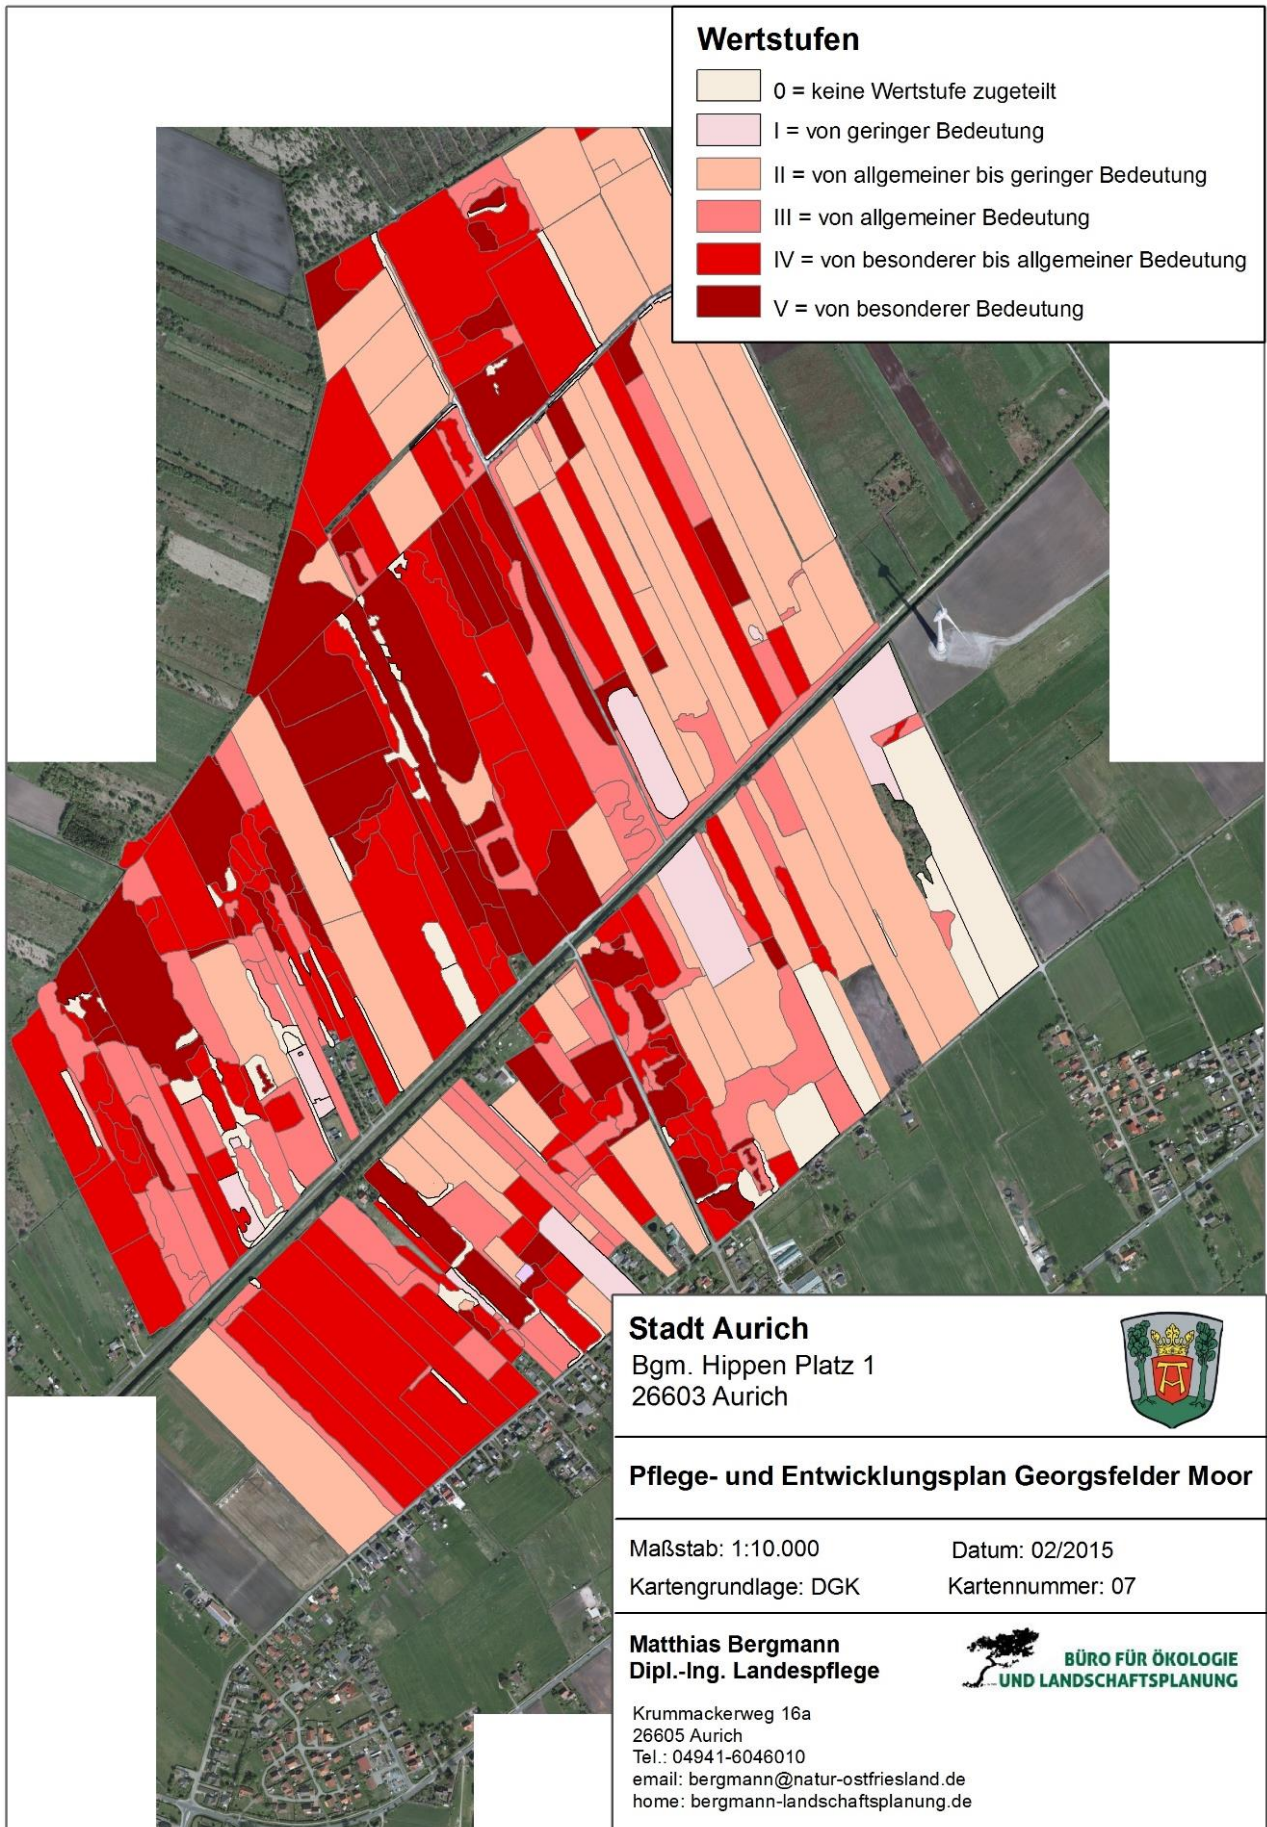 Wertstufen
0 = keine Wertstufe zugeteilt
I = von geringer Bedeutung
II = von allgemeiner bis geringer Bedeutung
III = von allgemeiner Bedeutung
IV = von besonderer bis allgemeiner Bedeutung
V = von besonderer Bedeutung
Stadt Aurich
Bgm. Hippen Platz 1
26603 Aurich
Pflege- und Entwicklungsplan Georgsfelder Moor
Maßstab: 1:10.000
Datum: 02/2015
Kartengrundlage: DGK
Kartennummer: 07
Matthias Bergmann
Dipl.-Ing. Landespflege
BÜRO FÜR ÖKOLOGIE
UND LANDSCHAFTSPLANUNG
Krummackerweg 16a
26605 Aurich
Tel.: 04941-6046010
email: bergmann@natur-ostfriesland.de
home: bergmann-landschaftsplanung.de